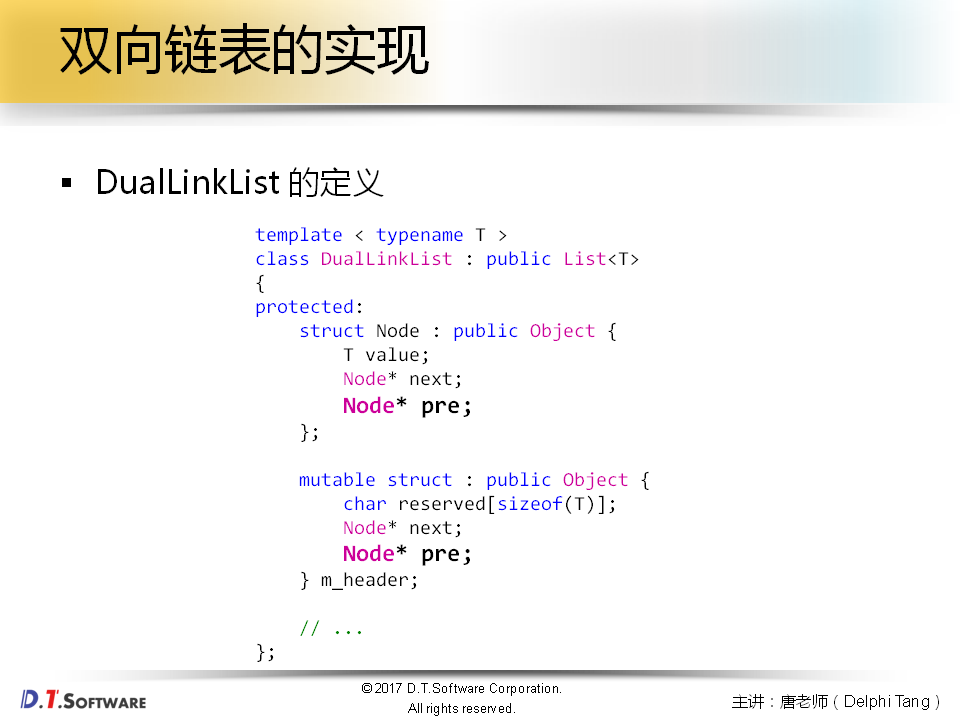 双向链表的实现
▪ DualLinkList 的定义
template < typename T >
class DualLinkList : public List<T>
{
protected:
    struct Node : public Object {
        T value;
        Node* next;
        Node* pre;
    };

    mutable struct : public Object {
        char reserved[sizeof(T)];
        Node* next;
        Node* pre;
    } m_header;

    // ...
};
D.T.SOFTWARE
©2017 D.T.Software Corporation.
All rights reserved.
主讲：唐老师（Delphi Tang）